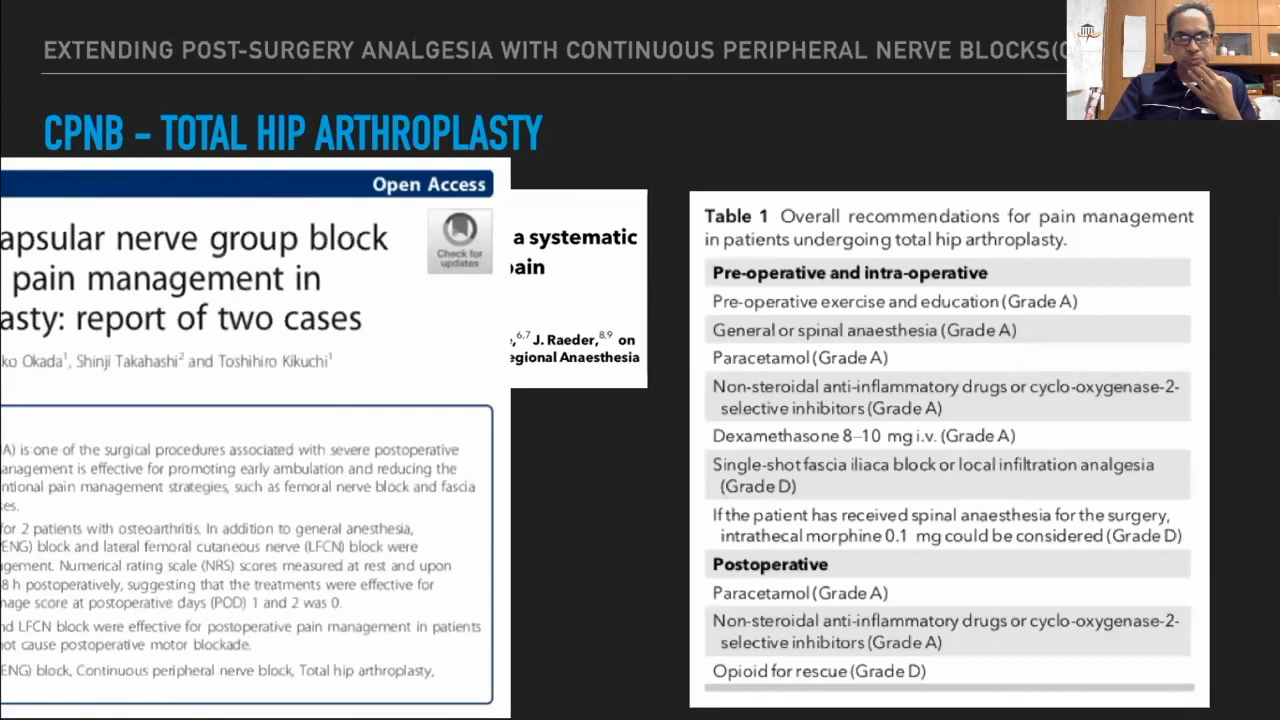 EXTENDING POST-SURGERY ANALGESIA WITH CONTINUOUS PERIPHERAL NERVE BLOCKS(C
CPNB – TOTAL HIP ARTHROPLASTY
Open Access
apsular nerve group block
pain management in
asty: report of two cases
Check for
updates
ko Okada1, Shinji Takahashi2 and Toshihiro Kikuchi1
A) is one of the surgical procedures associated with severe postoperative
anagement is effective for promoting early ambulation and reducing the
ntional pain management strategies, such as femoral nerve block and fascia
ses.
for 2 patients with osteoarthritis. In addition to general anesthesia,
ENG) block and lateral femoral cutaneous nerve (LFCN) block were
gement. Numerical rating scale (NRS) scores measured at rest and upon
8 h postoperatively, suggesting that the treatments were effective for
mage score at postoperative days (POD) 1 and 2 was 0.
nd LFCN block were effective for postoperative pain management in patients
not cause postoperative motor blockade.
ENG) block, Continuous peripheral nerve block, Total hip arthroplasty,
a systematic
pain
,6,7 J. Raeder,8,9 on
egional Anaesthesia
Table 1 Overall recommendations for pain management
in patients undergoing total hip arthroplasty.
Pre-operative and intra-operative
Pre-operative exercise and education (Grade A)
General or spinal anaesthesia (Grade A)
Paracetamol (Grade A)
Non-steroidal anti-inflammatory drugs or cyclo-oxygenase-2-
selective inhibitors (Grade A)
Dexamethasone 8–10 mg i.v. (Grade A)
Single-shot fascia iliaca block or local infiltration analgesia
(Grade D)
If the patient has received spinal anaesthesia for the surgery,
intrathecal morphine 0.1 mg could be considered (Grade D)
Postoperative
Paracetamol (Grade A)
Non-steroidal anti-inflammatory drugs or cyclo-oxygenase-2-
selective inhibitors (Grade A)
Opioid for rescue (Grade D)